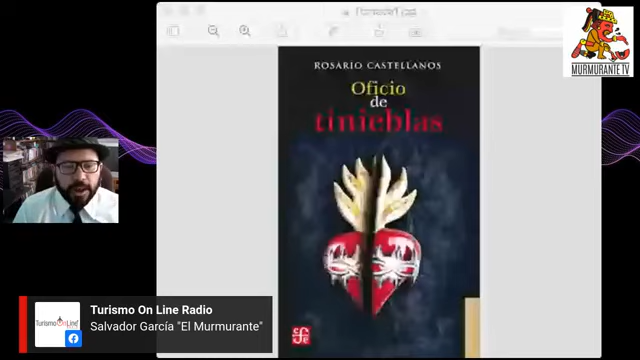 MURMURANTE TV
ROSARIO CASTELLANOS
Oficio
de
tinieblas
Turismo On Line Radio
Salvador García "El Murmurante"